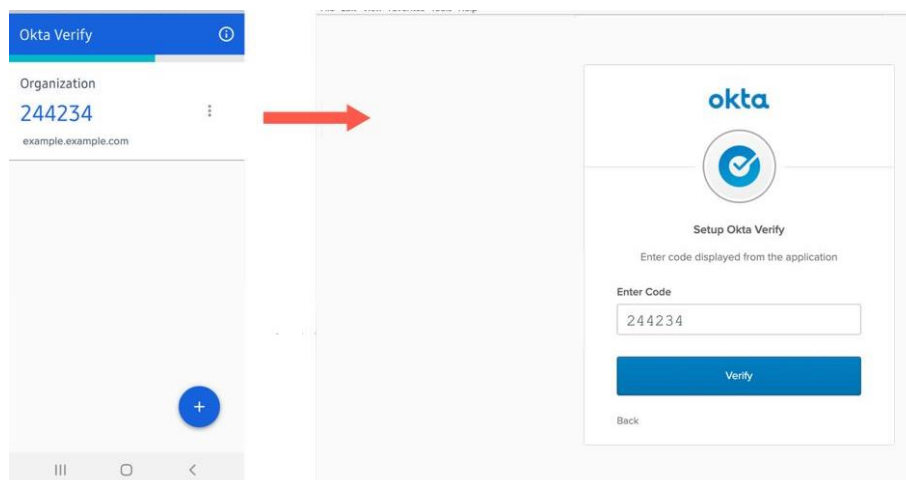 Okta Verify
Organization
244234
example.example.com
+
okta
Setup Okta Verify
Enter code displayed from the application
Enter Code
244234
Verify
Back